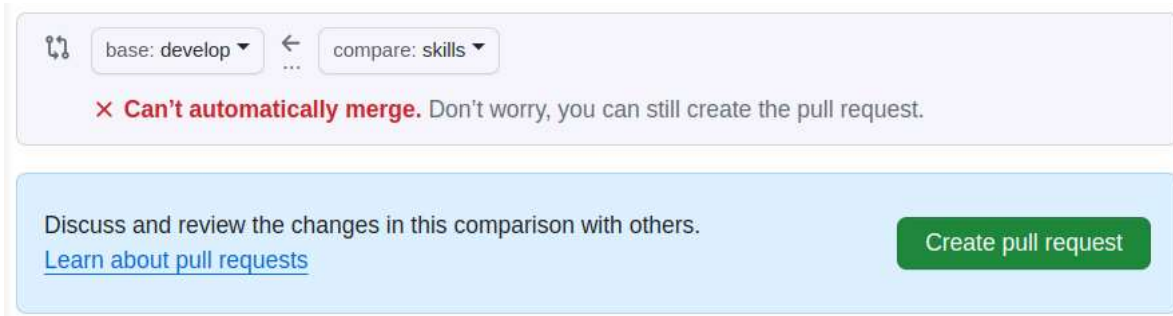 base: develop ← compare: skills
...
× Can’t automatically merge. Don’t worry, you can still create the pull request.
Discuss and review the changes in this comparison with others.
Learn about pull requests
Create pull request